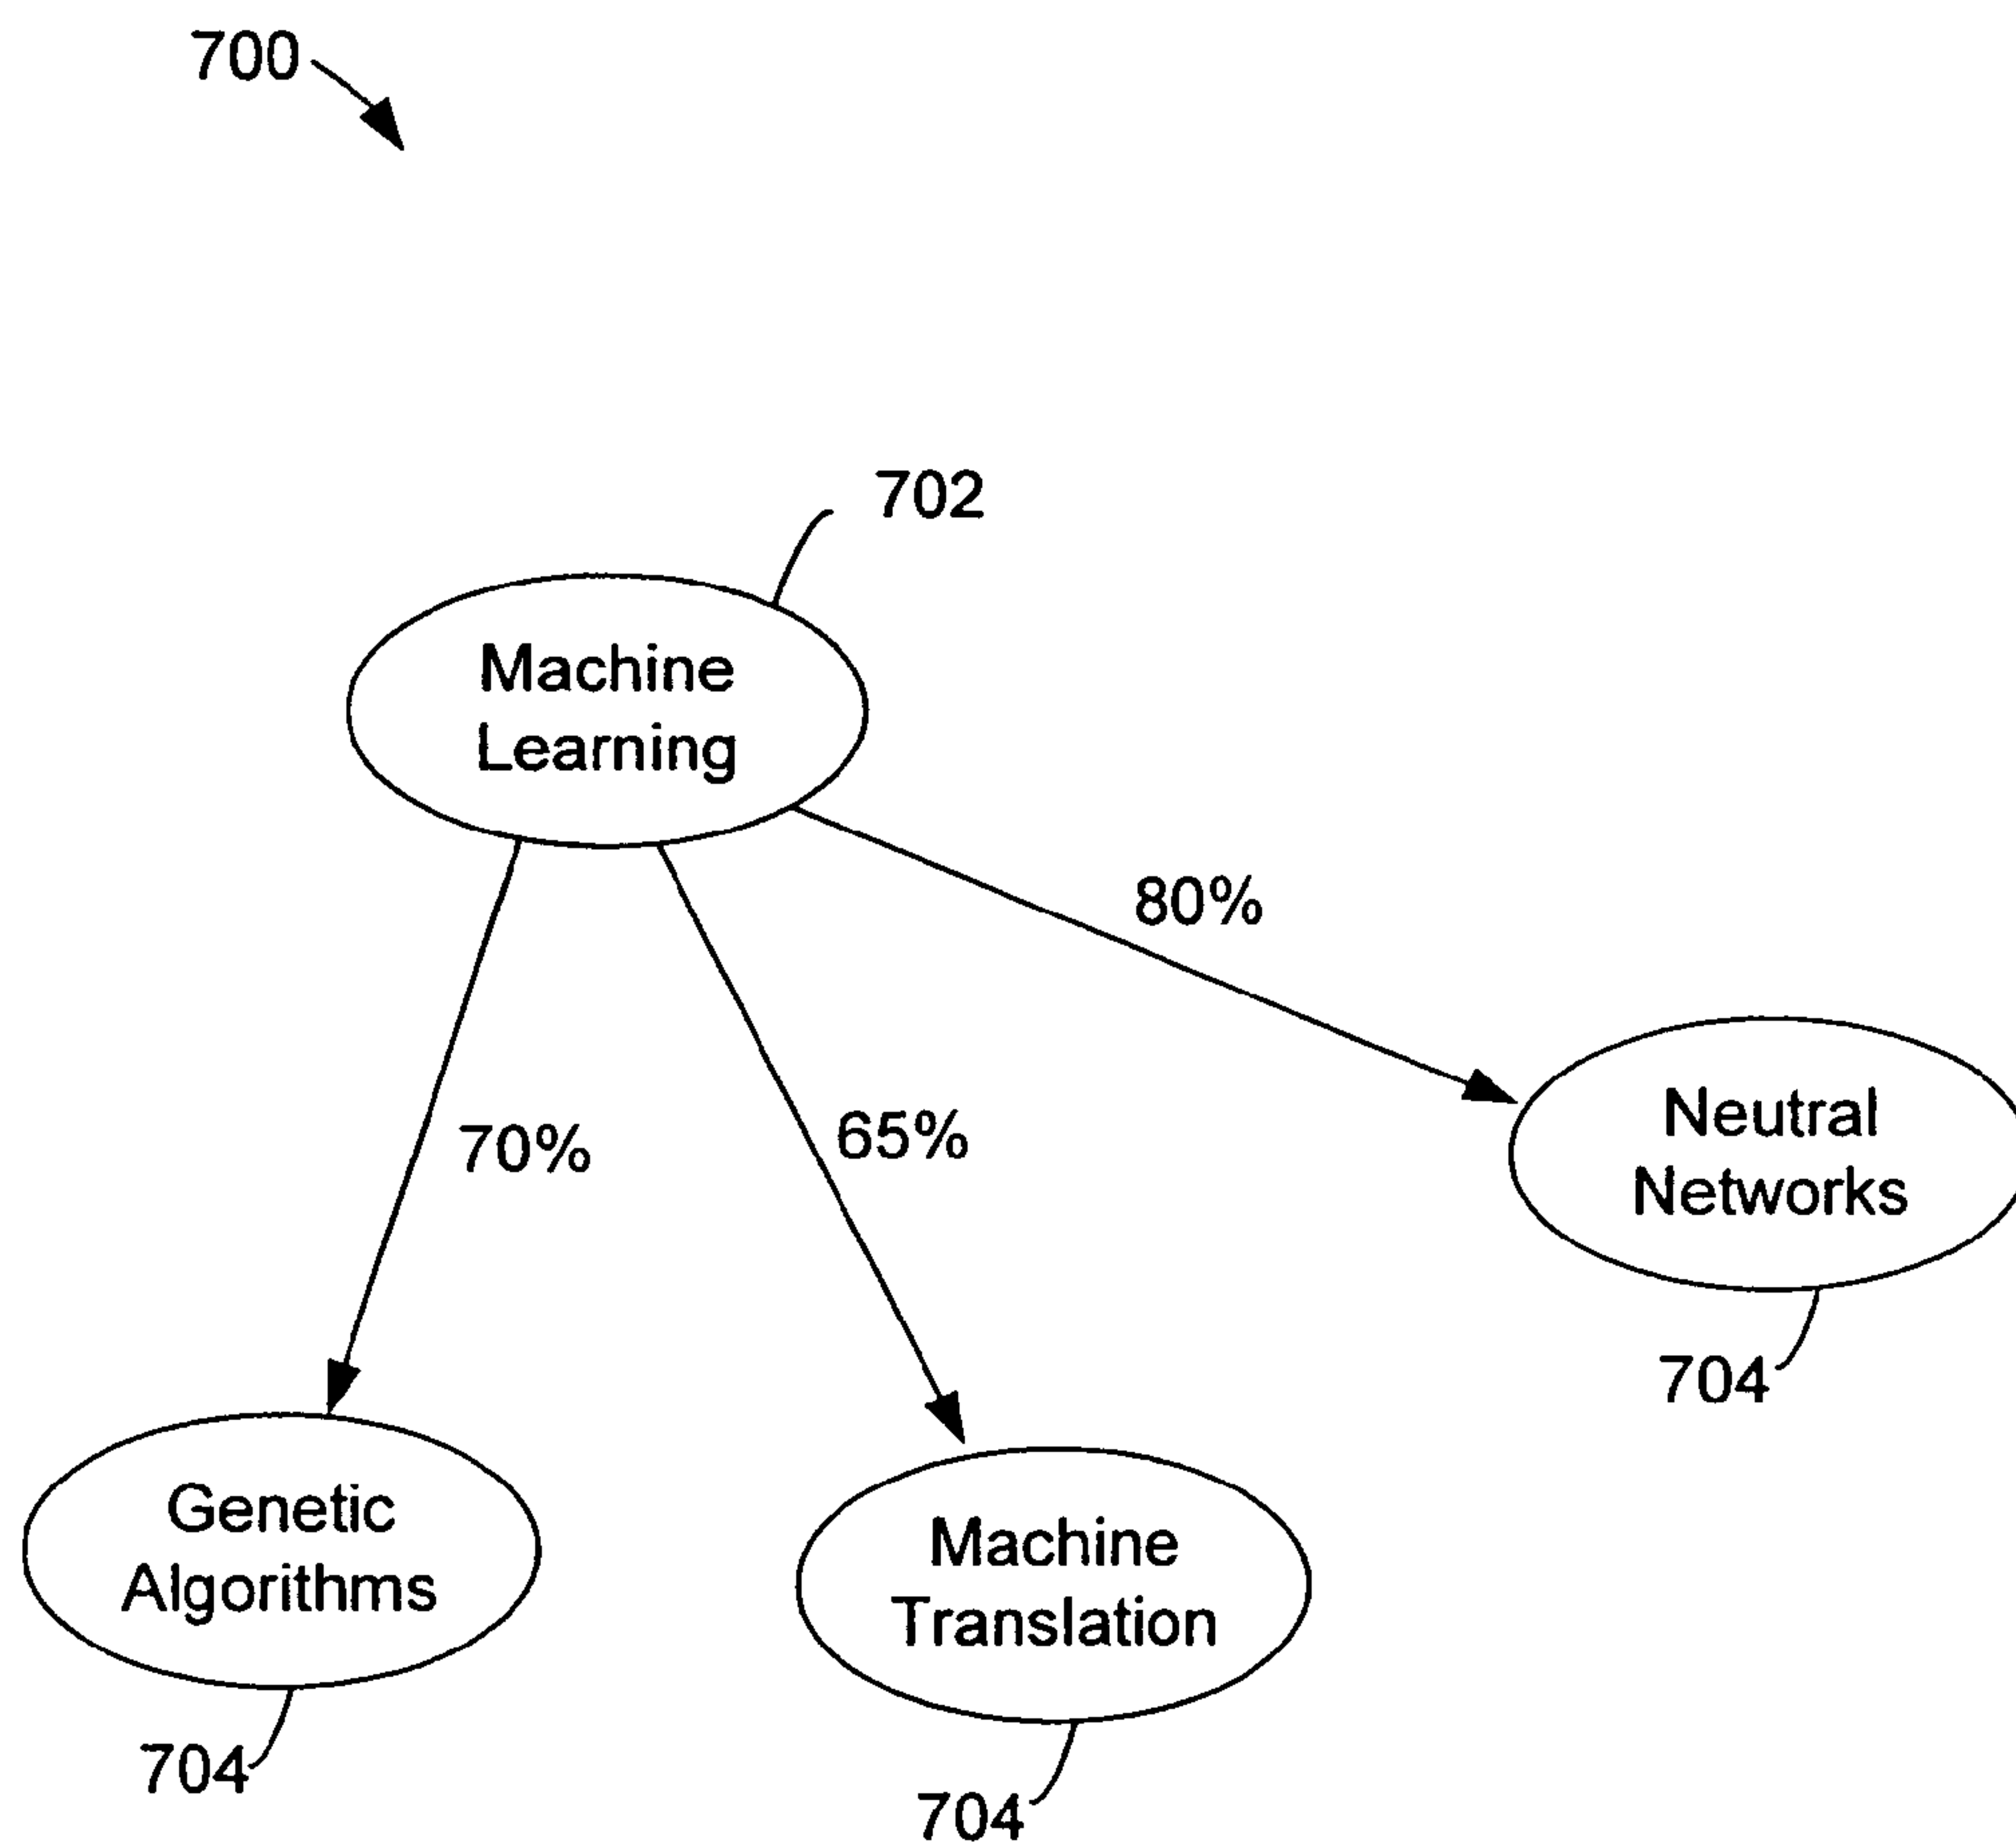 700
702
Machine
Learning
80%
70%
65%
Neutral
Networks
704
Genetic
Algorithms
Machine
Translation
704
704